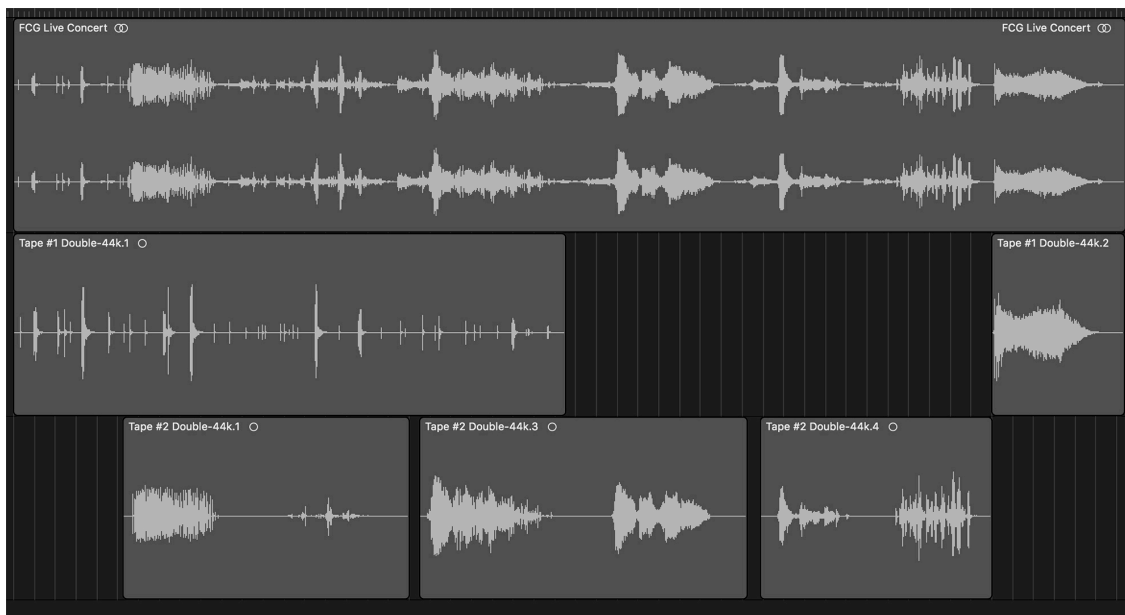 FCG Live Concert
FCG Live Concert
Tape #1 Double-44k.1
Tape #1 Double-44k.2
Tape #2 Double-44k.1
Tape #2 Double-44k.3
Tape #2 Double-44k.4